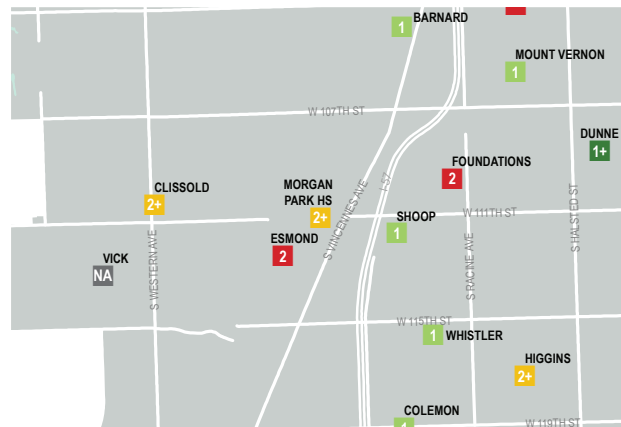 BARNARD
1
MOUNT VERNON
1
W 107TH ST
DUNNE
1+
FOUNDATIONS
2
CLISSOLD
2+
MORGAN
PARK HS
2+
S VINCENNES AVE
I-57
SHOOP
1
W 111TH ST
S HALSTED ST
ESMOND
2
VICK
NA
S WESTERN AVE
S RACINE AVE
W 115TH ST
1
WHISTLER
HIGGINS
2+
COLEMON
1
W 119TH ST